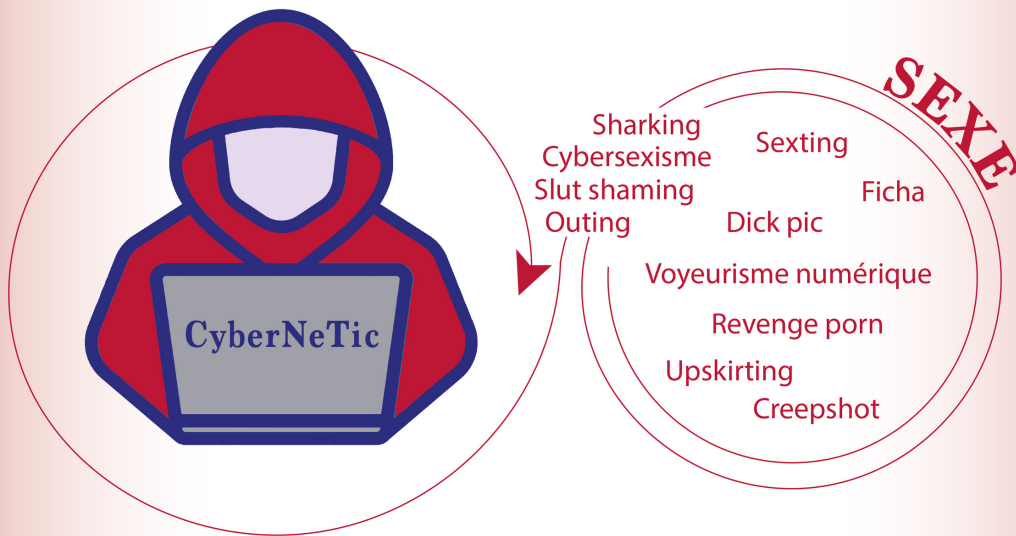 SEXE
Sharking
Sexting
Cybersexisme
Slut shaming
Ficha
Outing
Dick pic
Voyeurisme numérique
CyberNeTic
Revenge porn
Upskirting
Creepshot